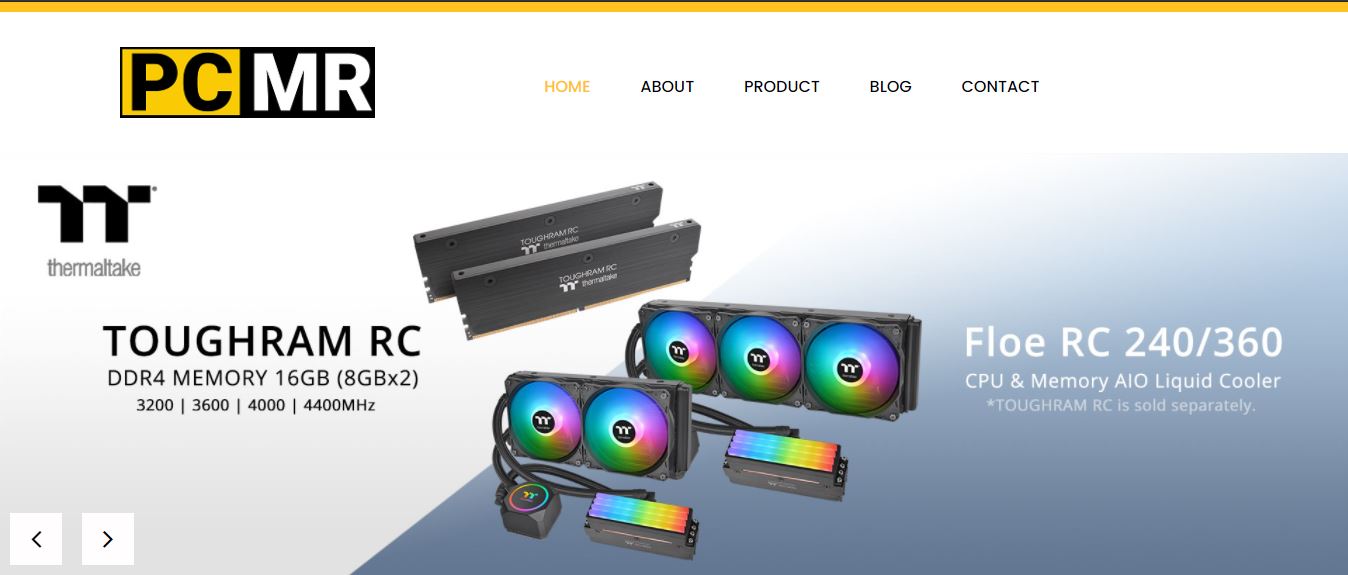 PCMR
HOME
ABOUT
PRODUCT
BLOG
CONTACT
thermaltake
TOUGHRAM RC
thermaltake
TOUGHRAM RC
thermaltake
TOUGHRAM RC
DDR4 MEMORY 16GB (8GBx2)
3200 | 3600 | 4000 | 4400MHz
Floe RC 240/360
CPU & Memory AIO Liquid Cooler
*TOUGHRAM RC is sold separately.